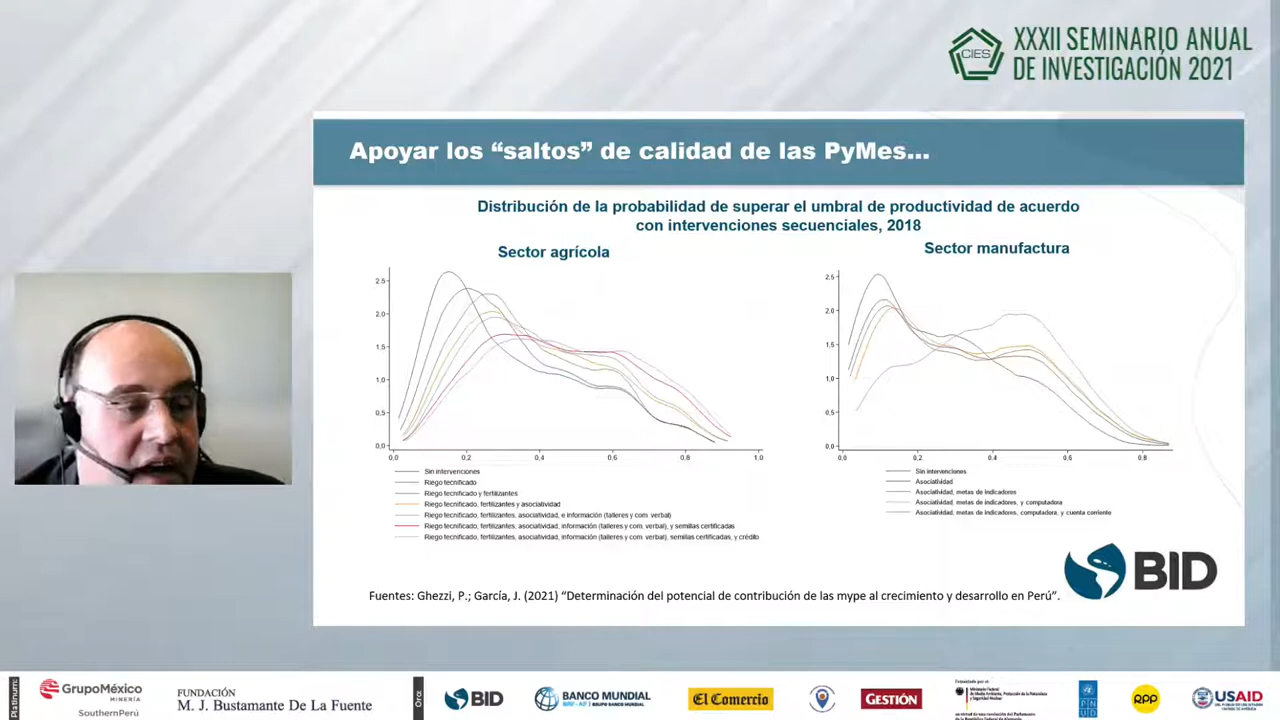 CIES
XXXII SEMINARIO ANUAL
DE INVESTIGACIÓN 2021
Apoyar los “saltos” de calidad de las PyMes...
Distribución de la probabilidad de superar el umbral de productividad de acuerdo
con intervenciones secuenciales, 2018
Sector agrícola
2,5
2,0
1,5
1,0
0,5
0,0
0,0 0,2 0,4 0,6 0,8 1,0
Sin intervenciones
Riego tecnificado
Riego tecnificado y fertilizantes
Riego tecnificado, fertilizantes y asociatividad
Riego tecnificado, fertilizantes, asociatividad, e información (talleres y com. verbal)
Riego tecnificado, fertilizantes, asociatividad, información (talleres y com. verbal), y semillas certificadas
Riego tecnificado, fertilizantes, asociatividad, información (talleres y com. verbal), semillas certificadas, y crédito
Sector manufactura
2,5
2,0
1,5
1,0
0,5
0,0
0,0 0,2 0,4 0,6 0,8
Sin intervenciones
Asociatividad
Asociatividad, metas de indicadores
Asociatividad, metas de indicadores, y computadora
Asociatividad, metas de indicadores, computadora, y cuenta corriente
BID
Fuentes: Ghezzi, P.; García, J. (2021) “Determinación del potencial de contribución de las mype al crecimiento y desarrollo en Perú”.
Platinum:
GrupoMéxico
MINERÍA
SouthernPerú
FUNDACIÓN
M. J. Bustamante De La Fuente
Oro:
BID
BANCO MUNDIAL
BIRF - AIF | GRUPO BANCO MUNDIAL
El Comercio
GESTIÓN
PNUD
RPP
USAID